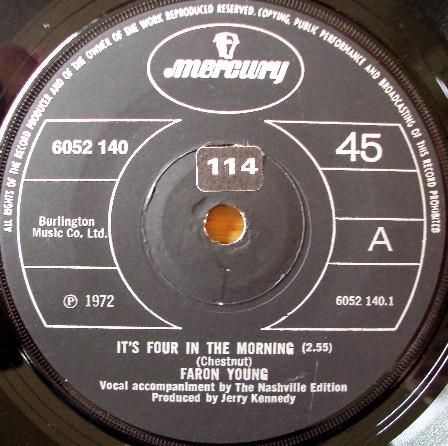 ALL RIGHTS OF THE RECORD PRODUCER AND OF THE OWNER OF THE WORK REPRODUCED RESERVED. COPYING, PUBLIC PERFORMANCE AND BROADCASTING OF THIS RECORD PROHIBITED
mercury
6052 140
45
114
Burlington
Music Co. Ltd.
A
℗ 1972
6052 140.1
IT'S FOUR IN THE MORNING (2.55)
(Chestnut)
FARON YOUNG
Vocal accompaniment by The Nashville Edition
Produced by Jerry Kennedy